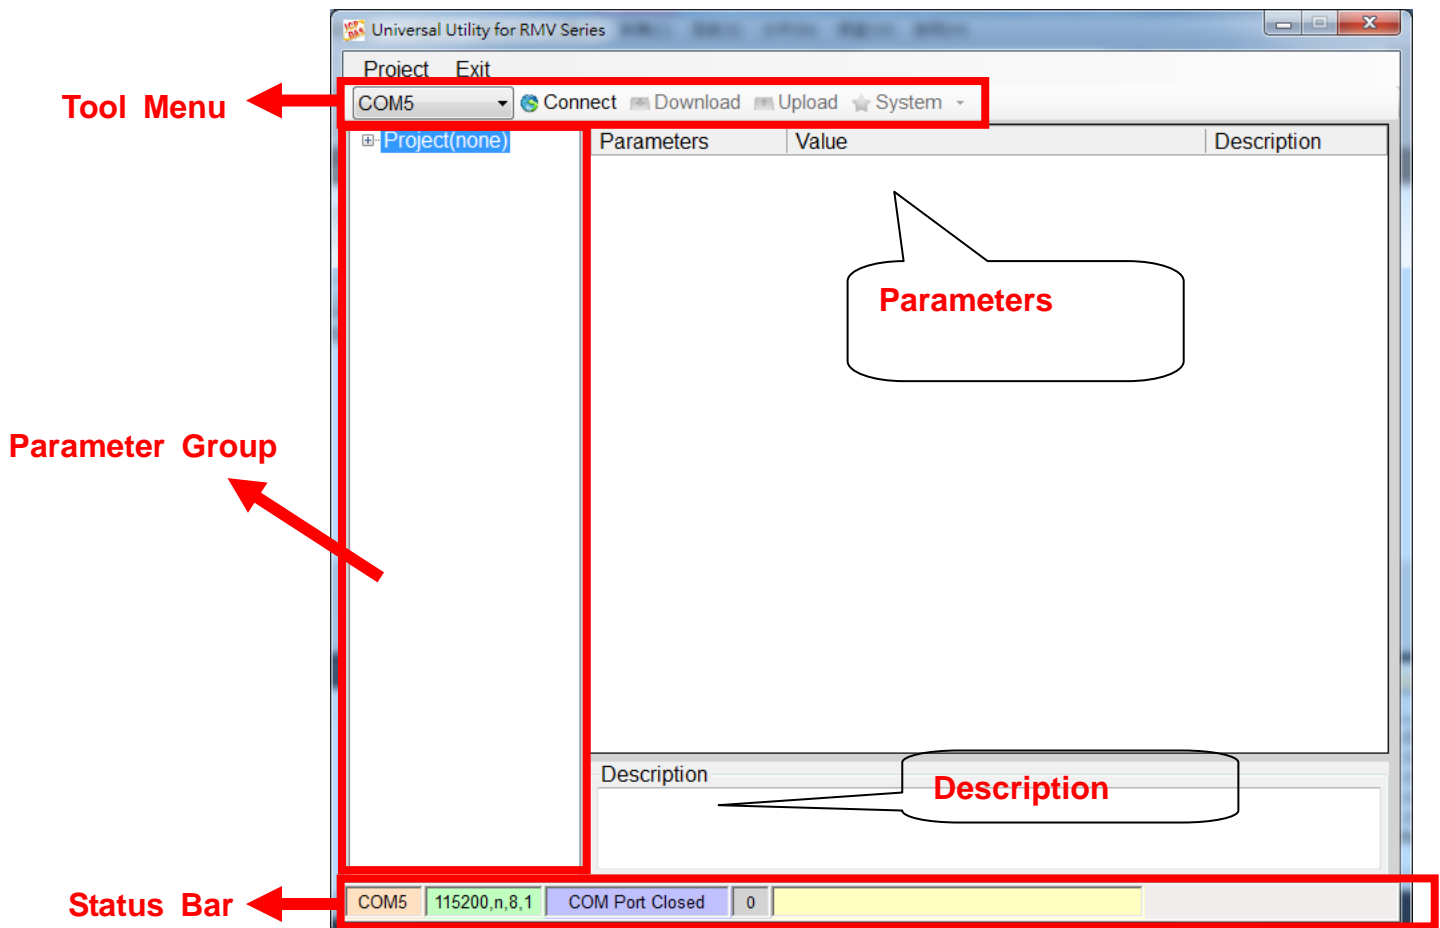 Universal Utility for RMV Series
Project Exit
Tool Menu
COM5 Connect Download Upload System
Project(none)
Parameters Value Description
Parameters
Parameter Group
Description
Description
Status Bar
COM5 115200,n,8,1 COM Port Closed 0